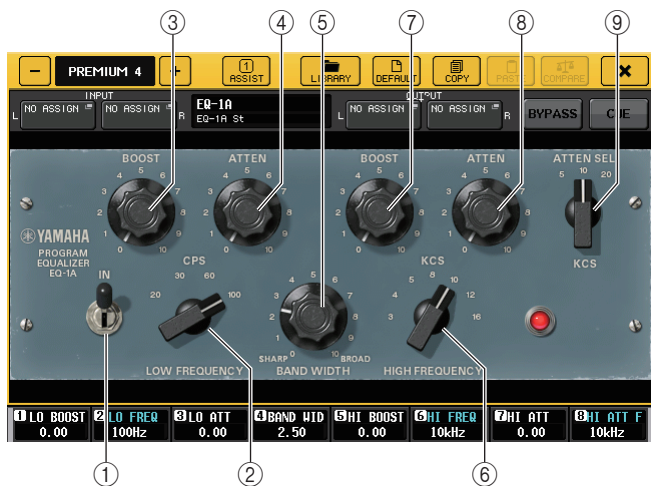 ③ ④ ⑤ ⑦ ⑧ ⑨
− PREMIUM 4 + 1 ASSIST LIBRARY DEFAULT COPY PASTE COMPARE ×
INPUT OUTPUT
L NO ASSIGN NO ASSIGN R EQ-1A L NO ASSIGN NO ASSIGN R BYPASS CUE
EQ-1A St
BOOST ATTEN BOOST ATTEN ATTEN SEL
0 1 2 3 4 5 6 7 8 9 10
0 1 2 3 4 5 6 7 8 9 10
0 1 2 3 4 5 6 7 8 9 10
0 1 2 3 4 5 6 7 8 9 10
5 10 20
YAMAHA
PROGRAM
EQUALIZER
EQ-1A
CPS KCS KCS
IN
20 30 60 100
0 1 2 3 4 5 6 7 8 9 10
3 4 5 8 10 12 16
SHARP BROAD
LOW FREQUENCY BAND WIDTH HIGH FREQUENCY
1 LO BOOST 2 LO FREQ 3 LO ATT 4 BAND WID 5 HI BOOST 6 HI FREQ 7 HI ATT 8 HI ATT F
0.00 100Hz 0.00 2.50 0.00 10kHz 0.00 10kHz
① ② ⑥